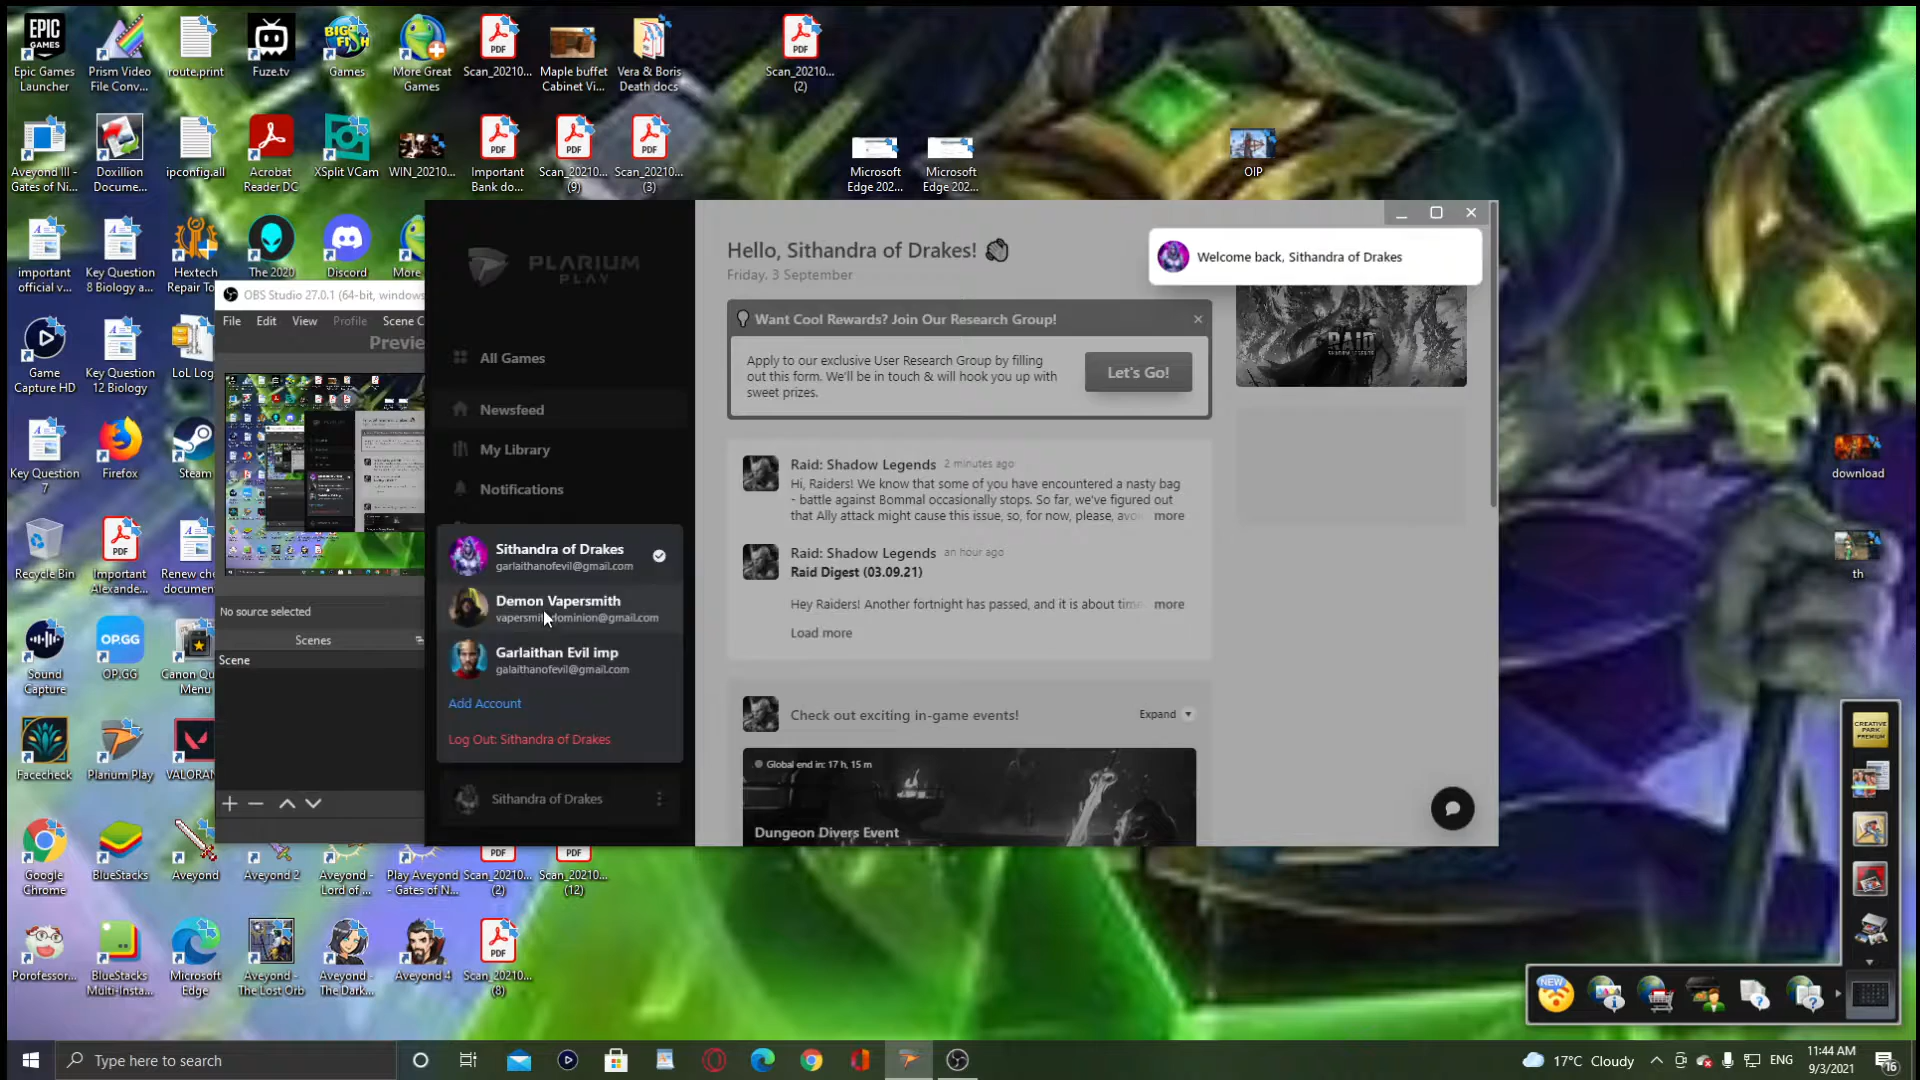 Epic Games
Launcher
Prism Video
File Conv...
route.print
Fuze.tv
Games
More Great
Games
Scan_20210...
Maple buffet
Cabinet Vi...
Vera & Boris
Death docs
Scan_20210...
(2)
Aveyond III -
Gates of Ni...
Doxillion
Docume...
ipconfig.all
Acrobat
Reader DC
XSplit VCam
WIN_20210...
Important
Bank do...
Scan_20210...
(9)
Scan_20210...
(3)
Microsoft
Edge 202...
Microsoft
Edge 202...
OIP
important
official v...
Key Question
8 Biology a...
Hextech
Repair To...
The 2020
Discord
More
OBS Studio 27.0.1 (64-bit, windows
File Edit View Profile Scene C
Preview
Game
Capture HD
Key Question
12 Biology
LoL Log
Key Question
7
Firefox
Steam
Recycle Bin
Important
Alexande...
Renew che
document
No source selected
Scenes
Scene
Sound
Capture
OP.GG
Canon Qu
Menu
Facecheck
Plarium Play
VALORAN
PLARIUM
PLAY
All Games
Newsfeed
My Library
Notifications
Sithandra of Drakes
garlaithanofevil@gmail.com
Demon Vapersmith
vapersmithdominion@gmail.com
Garlaithan Evil imp
galaithanofevil@gmail.com
Add Account
Log Out: Sithandra of Drakes
Sithandra of Drakes
Hello, Sithandra of Drakes!
Friday, 3 September
Welcome back, Sithandra of Drakes
Want Cool Rewards? Join Our Research Group!
Apply to our exclusive User Research Group by filling
out this form. We'll be in touch & will hook you up with
sweet prizes.
Let's Go!
RAID
Raid: Shadow Legends 2 minutes ago
Hi, Raiders! We know that some of you have encountered a nasty bag
- battle against Bommal occasionally stops. So far, we've figured out
that Ally attack might cause this issue, so, for now, please, avoi more
Raid: Shadow Legends an hour ago
Raid Digest (03.09.21)
Hey Raiders! Another fortnight has passed, and it is about time more
Load more
Check out exciting in-game events!
Expand
Global end in: 17 h, 15 m
Dungeon Divers Event
download
th
Google
Chrome
BlueStacks
Aveyond
Aveyond 2
Aveyond -
Lord of ...
Play Aveyond
- Gates of N...
Scan_20210...
(2)
Scan_20210...
(12)
Porofessor...
BlueStacks
Multi-Insta...
Microsoft
Edge
Aveyond -
The Lost Orb
Aveyond -
The Dark...
Aveyond 4
Scan_20210...
(8)
CREATIVE
PARK
PREMIUM
NEW
Type here to search
17°C Cloudy
ENG
11:44 AM
9/3/2021
16